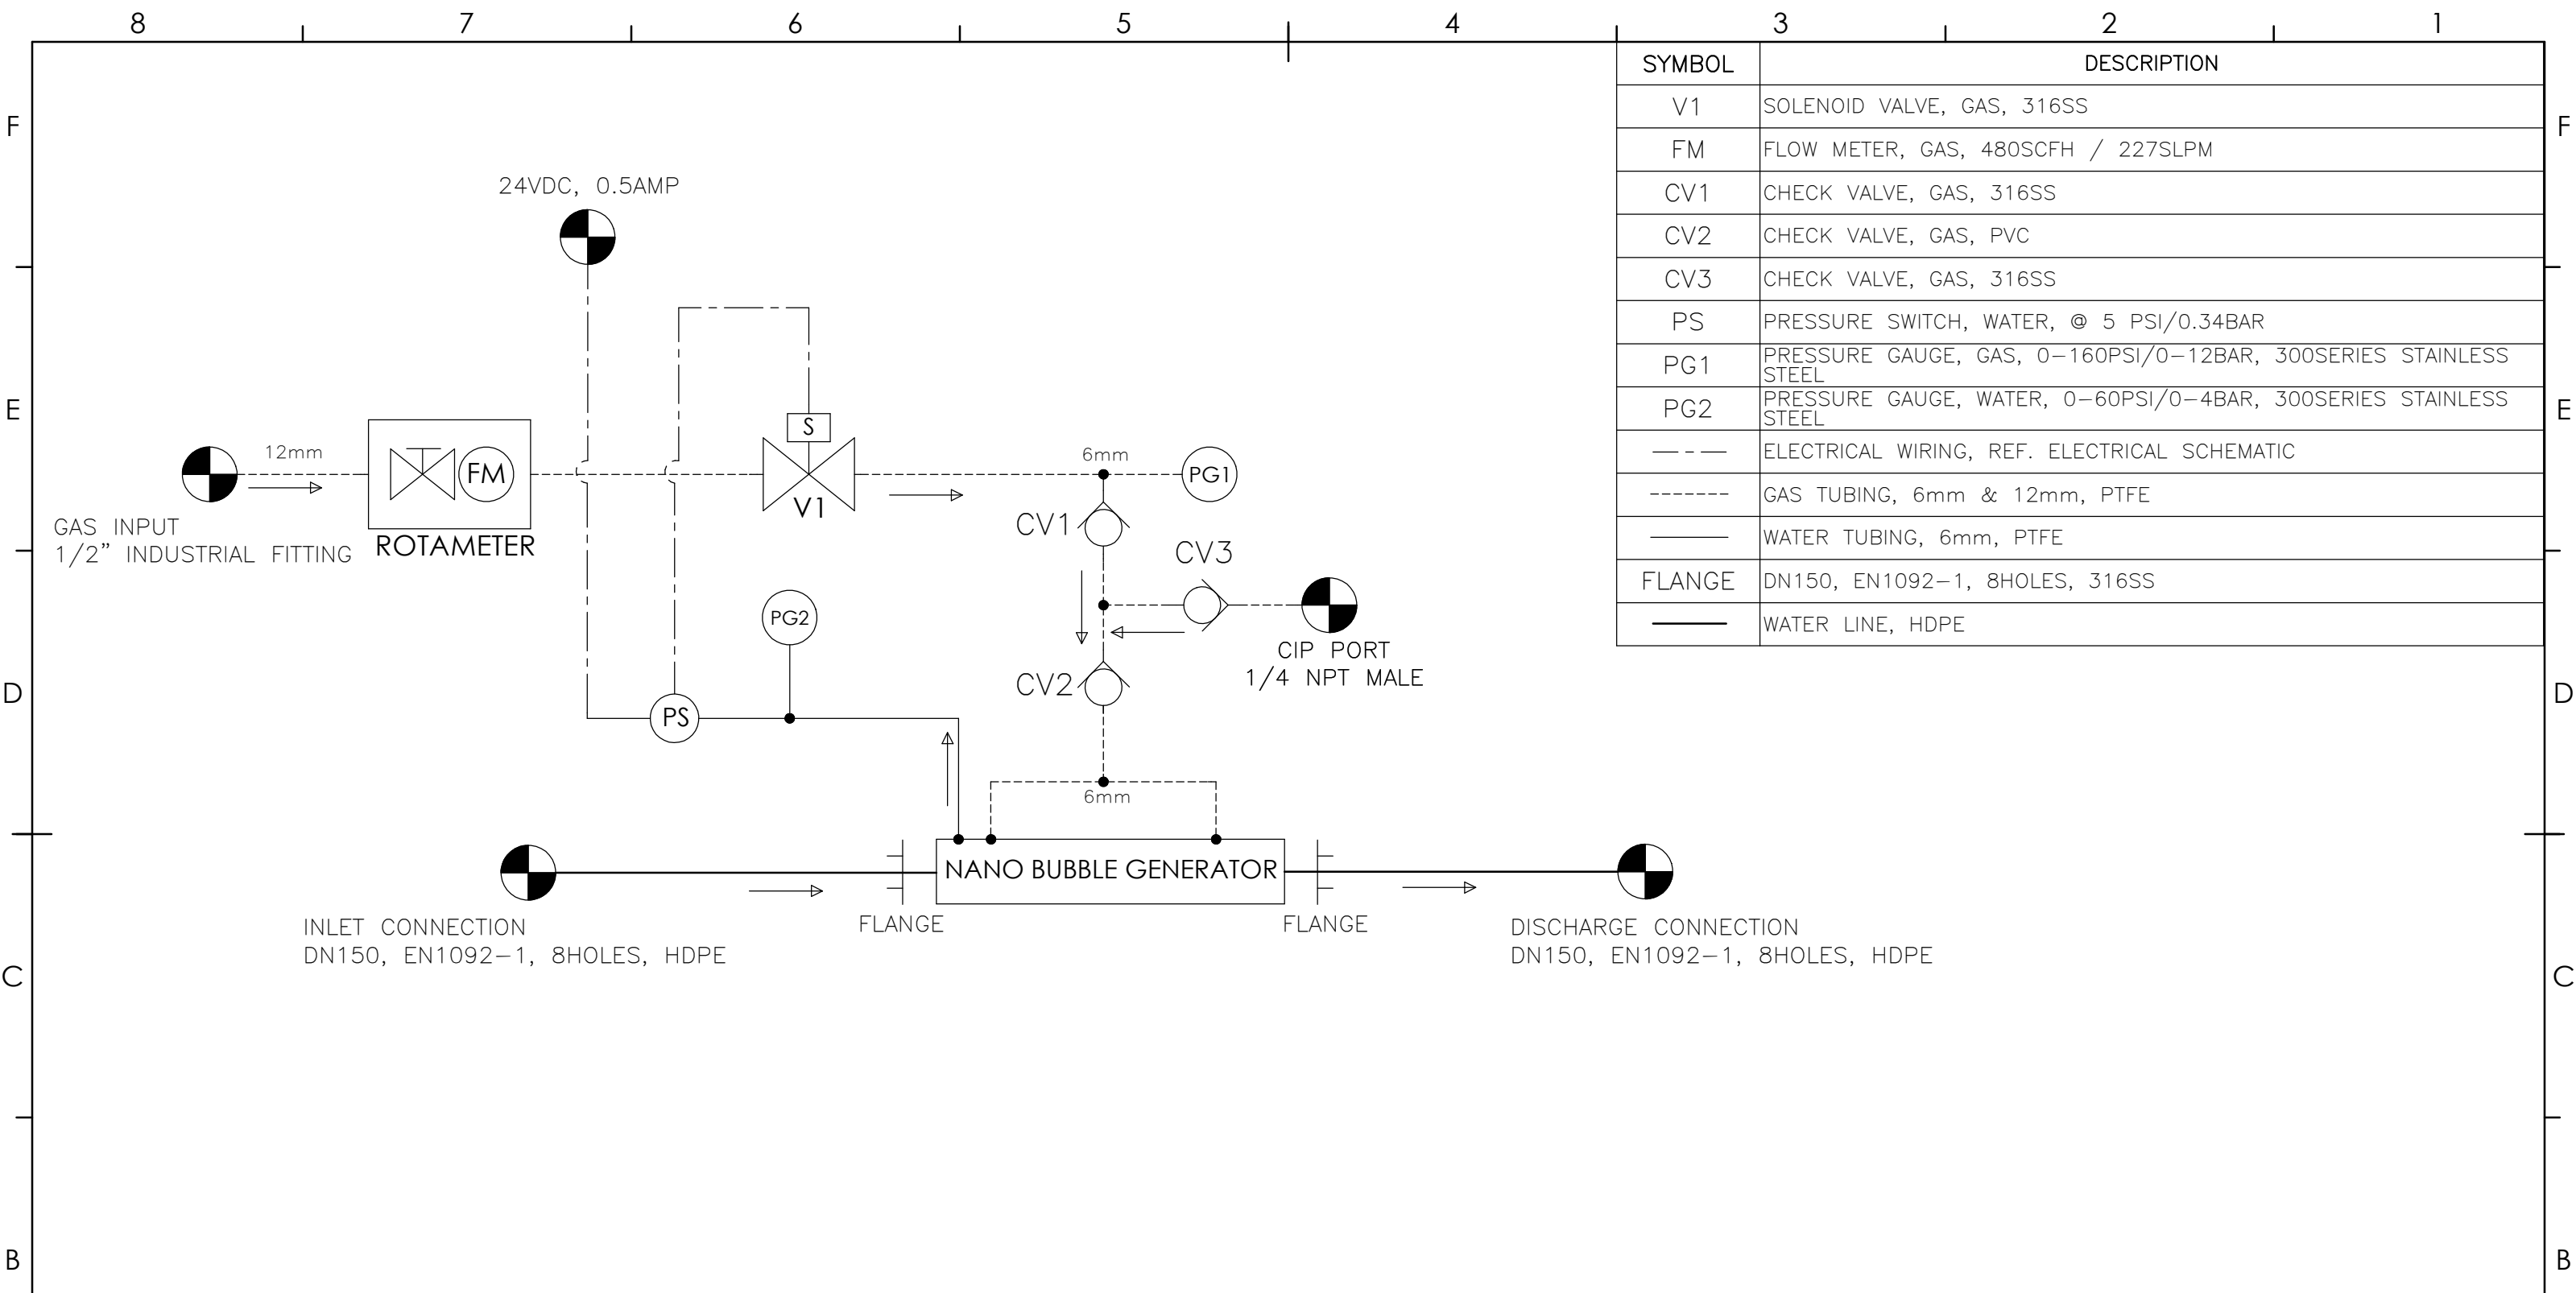 8 7 6 5 4 3 2 1
F
E
D
C
B
F
E
D
C
B
SYMBOL DESCRIPTION
V1 SOLENOID VALVE, GAS, 316SS
FM FLOW METER, GAS, 480SCFH / 227SLPM
CV1 CHECK VALVE, GAS, 316SS
CV2 CHECK VALVE, GAS, PVC
CV3 CHECK VALVE, GAS, 316SS
PS PRESSURE SWITCH, WATER, @ 5 PSI/0.34BAR
PG1 PRESSURE GAUGE, GAS, 0-160PSI/0-12BAR, 300SERIES STAINLESS
STEEL
PG2 PRESSURE GAUGE, WATER, 0-60PSI/0-4BAR, 300SERIES STAINLESS
STEEL
ELECTRICAL WIRING, REF. ELECTRICAL SCHEMATIC
GAS TUBING, 6mm & 12mm, PTFE
WATER TUBING, 6mm, PTFE
FLANGE DN150, EN1092-1, 8HOLES, 316SS
WATER LINE, HDPE
24VDC, 0.5AMP
S
12mm
FM
V1
6mm
PG1
GAS INPUT
1/2" INDUSTRIAL FITTING
ROTAMETER
CV1
CV3
PG2
CIP PORT
1/4 NPT MALE
CV2
PS
6mm
NANO BUBBLE GENERATOR
FLANGE
FLANGE
INLET CONNECTION
DN150, EN1092-1, 8HOLES, HDPE
DISCHARGE CONNECTION
DN150, EN1092-1, 8HOLES, HDPE